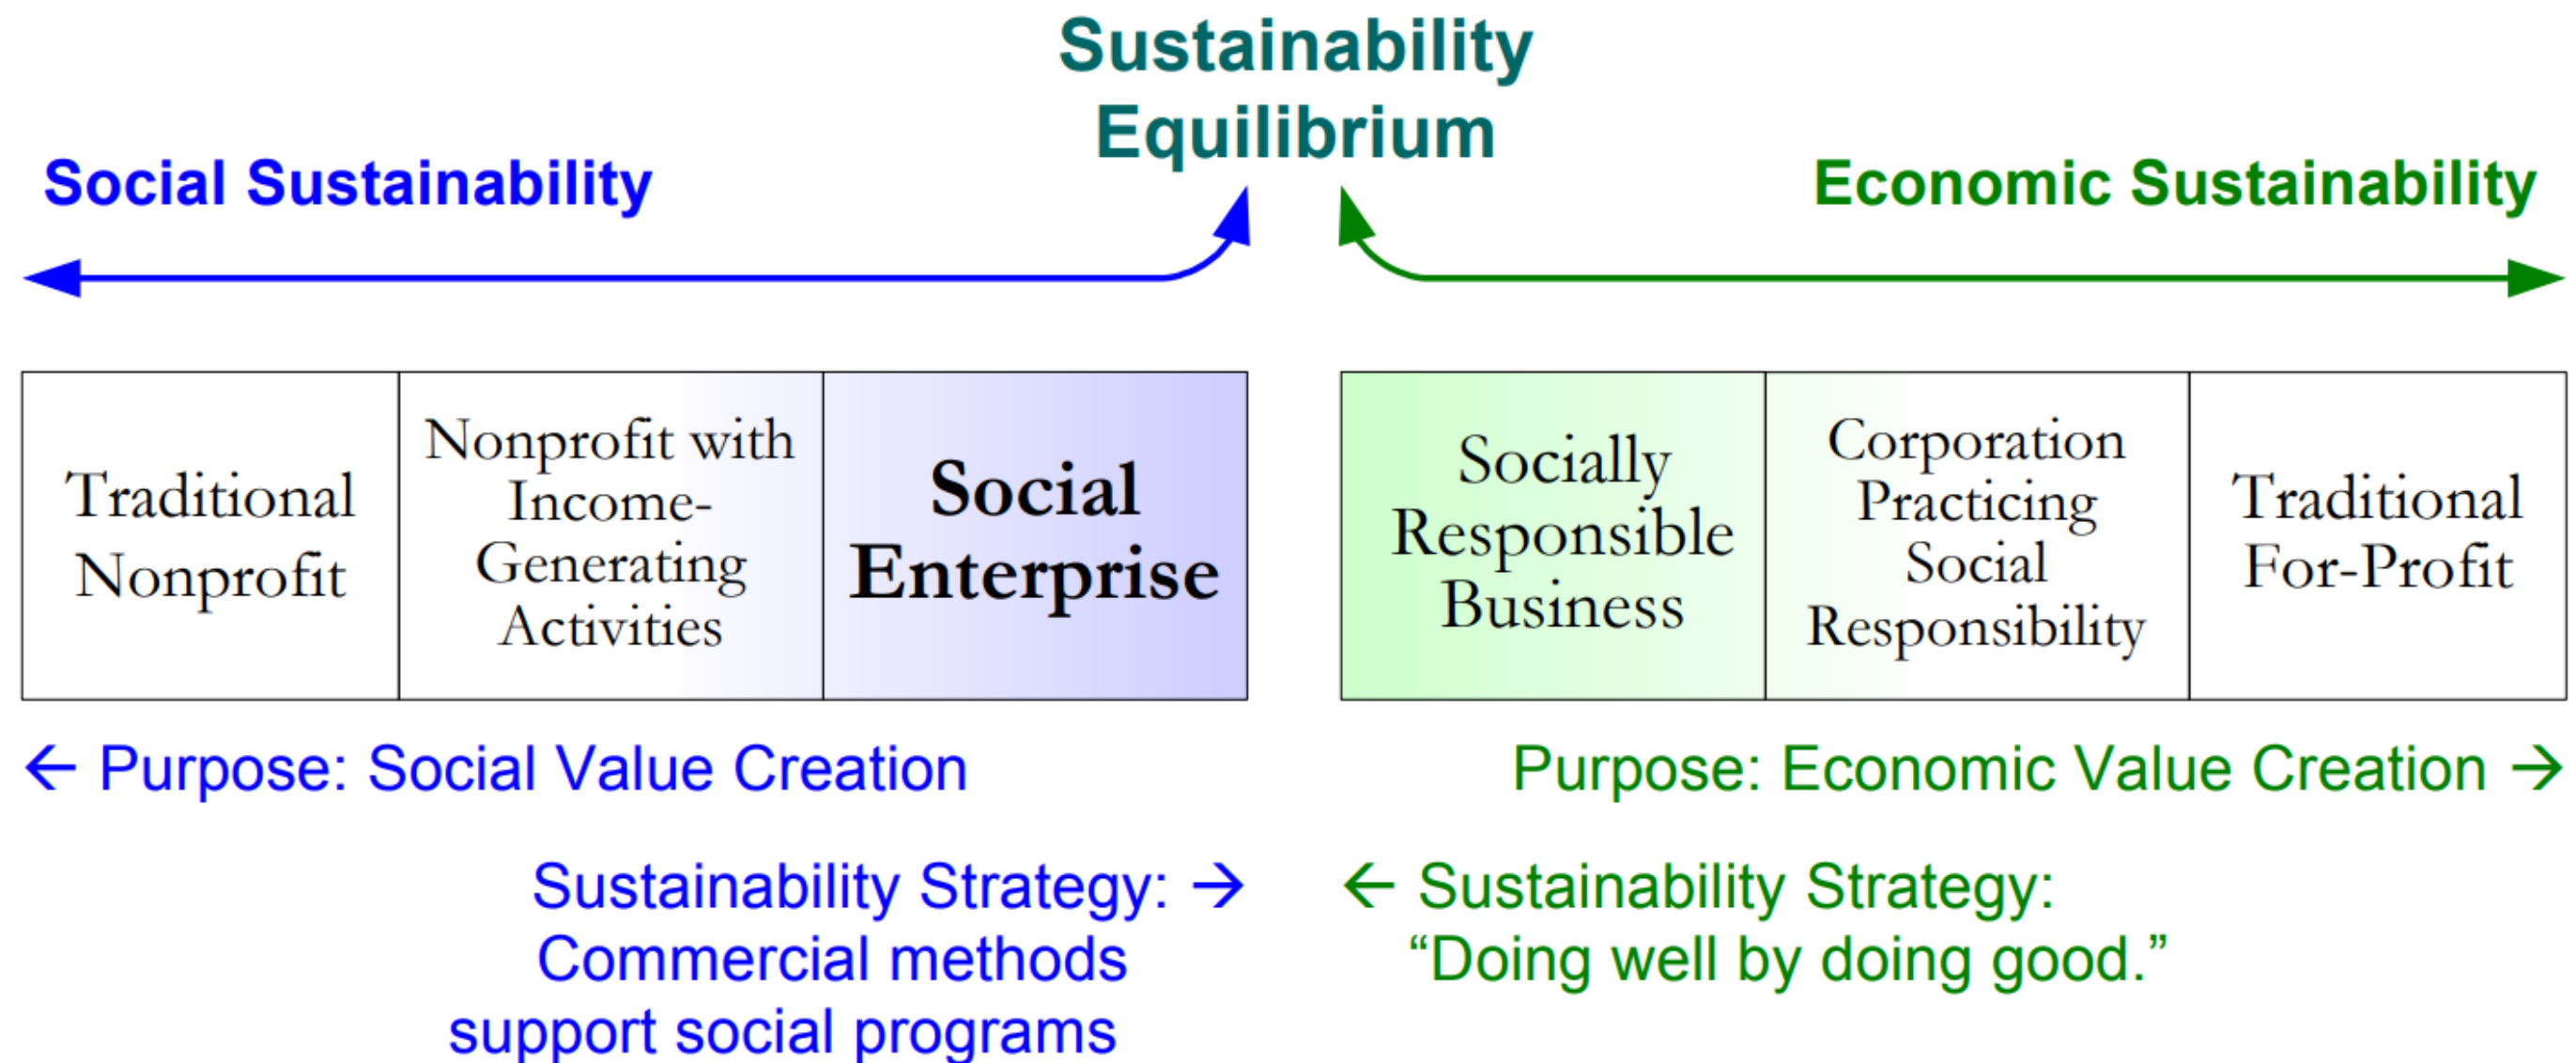 Sustainability
Equilibrium
Social Sustainability
Economic Sustainability
Traditional
Nonprofit
Nonprofit with
Income-
Generating
Activities
Social
Enterprise
Socially
Responsible
Business
Corporation
Practicing
Social
Responsibility
Traditional
For-Profit
← Purpose: Social Value Creation
Purpose: Economic Value Creation →
Sustainability Strategy: →
Commercial methods
support social programs
← Sustainability Strategy:
“Doing well by doing good.”